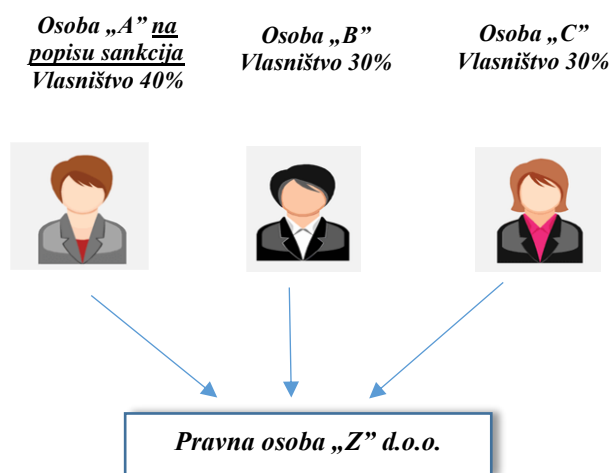 Osoba „A” na
popisu sankcija
Vlasništvo 40%
Osoba „B”
Vlasništvo 30%
Osoba „C”
Vlasništvo 30%
Pravna osoba „Z” d.o.o.